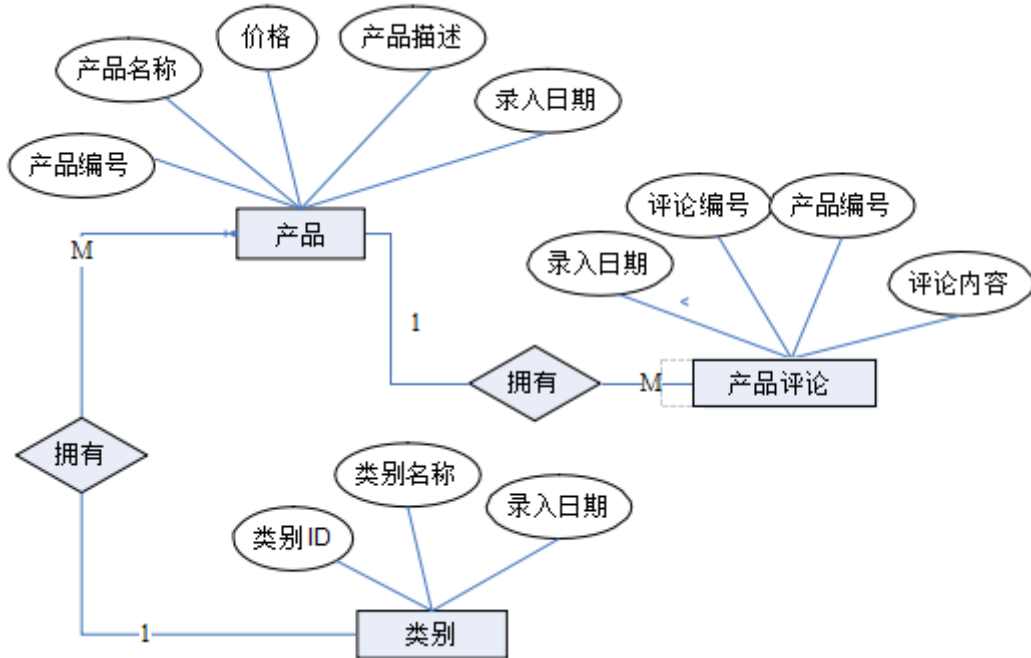 价格
产品描述
产品名称
录入日期
产品编号
产品
M
评论编号
产品编号
录入日期
评论内容
<
1
拥有
M
产品评论
拥有
类别名称
录入日期
类别ID
1
类别